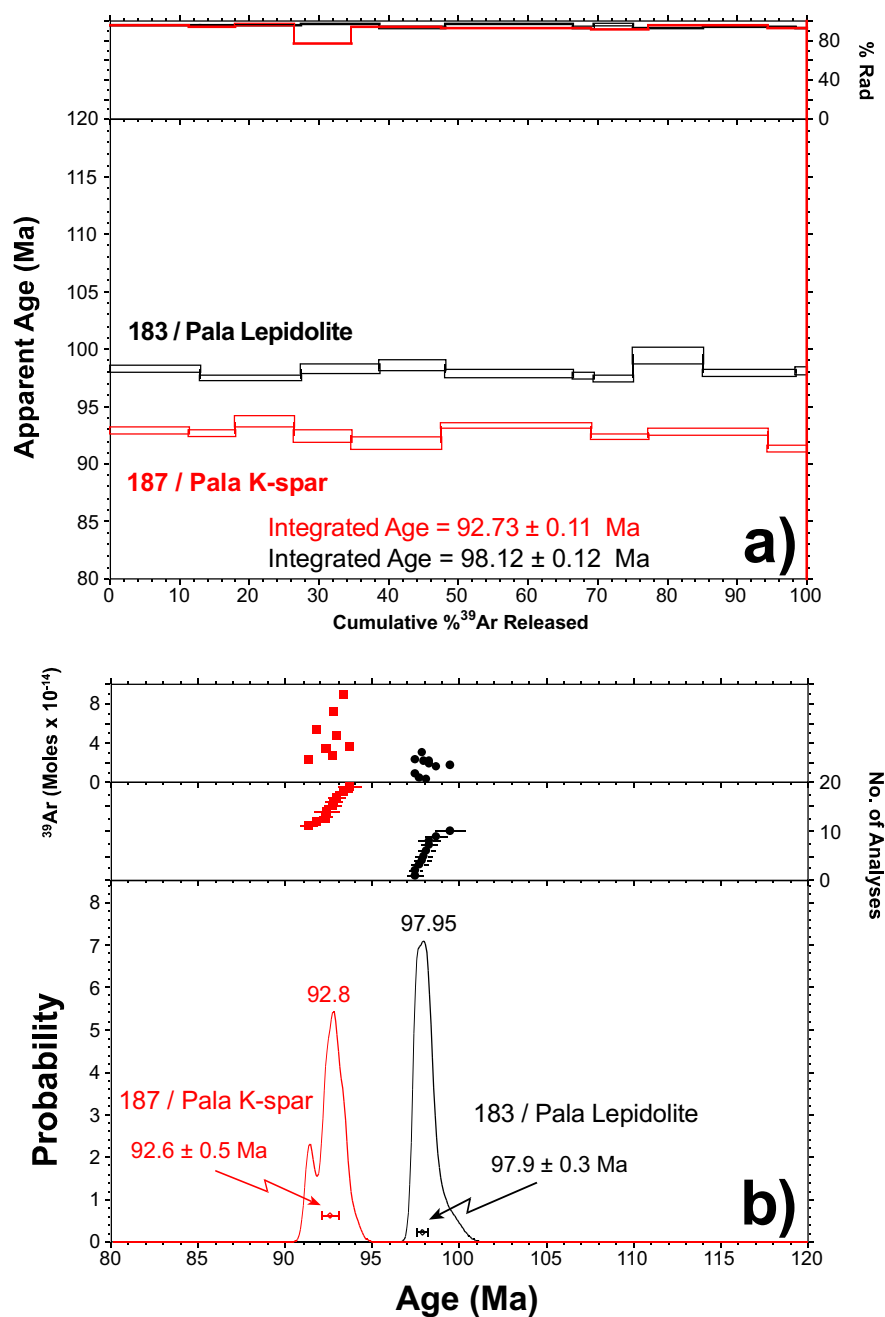 80
40
0
% Rad
120
115
110
105
100
95
90
85
80
Apparent Age (Ma)
183 / Pala Lepidolite
187 / Pala K-spar
Integrated Age = 92.73 ± 0.11 Ma
Integrated Age = 98.12 ± 0.12 Ma
a)
0 10 20 30 40 50 60 70 80 90 100
Cumulative %³⁹Ar Released
³⁹Ar (Moles x 10⁻¹⁴)
8
4
0
20
10
0
No. of Analyses
8
7
6
5
4
3
2
1
0
Probability
97.95
92.8
187 / Pala K-spar
183 / Pala Lepidolite
92.6 ± 0.5 Ma
97.9 ± 0.3 Ma
b)
80 85 90 95 100 105 110 115 120
Age (Ma)